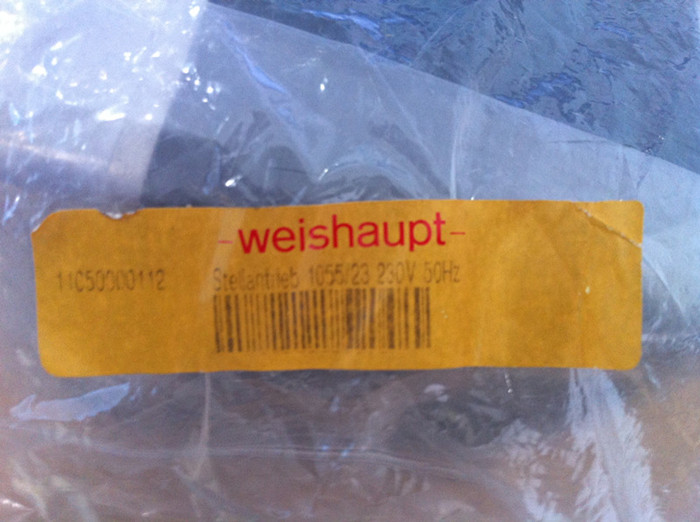 -weishaupt-
11C50000112 Stellantrieb 1055/23 230V 50Hz